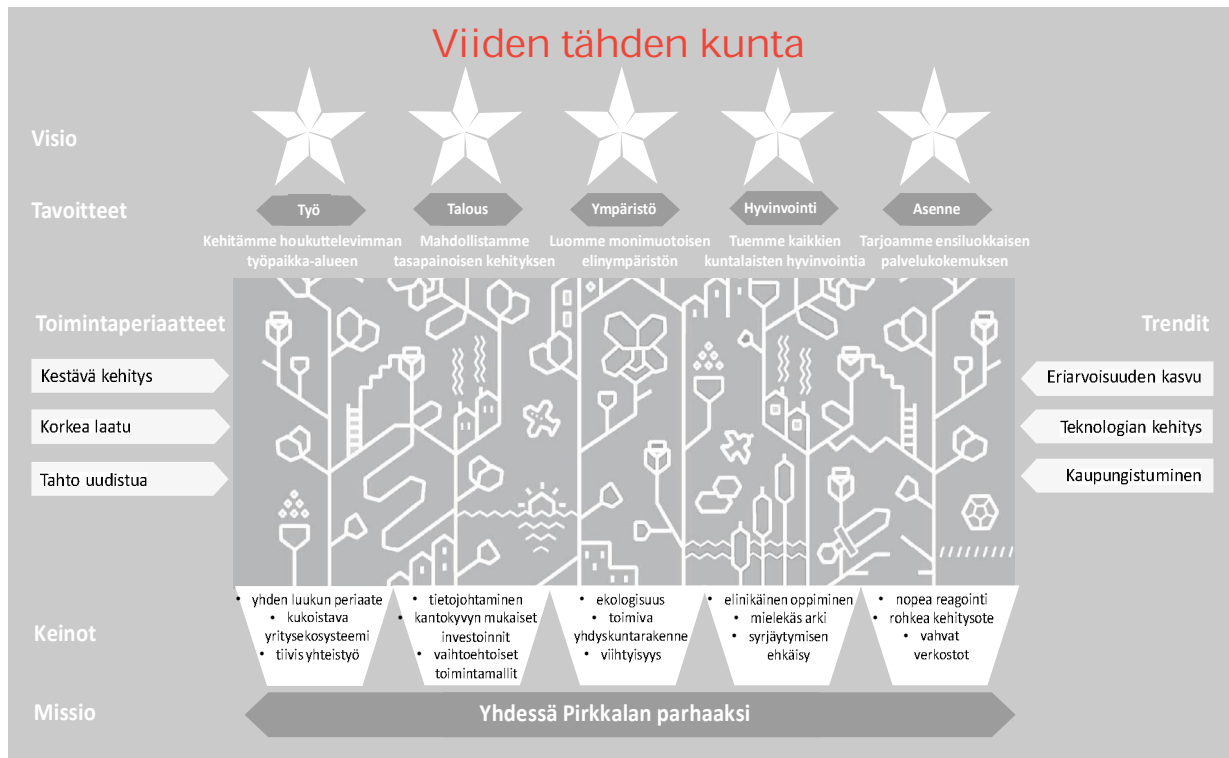 Viiden tähden kunta
Visio
Tavoitteet
Työ
Talous
Ympäristö
Hyvinvointi
Asenne
Kehitämme houkuttelevimman
työpaikka-alueen
Mahdollistamme
tasapainoisen kehityksen
Luomme monimuotoisen
elinympäristön
Tuemme kaikkien
kuntalaisten hyvinvointia
Tarjoamme ensiluokkaisen
palvelukokemuksen
Toimintaperiaatteet
Kestävä kehitys
Korkea laatu
Tahto uudistua
Trendit
Eriarvoisuuden kasvu
Teknologian kehitys
Kaupungistuminen
Keinot
• yhden luukun periaate
• kukoistava
yritysekosysteemi
• tiivis yhteistyö
• tietojohtaminen
• kantokyvyn mukaiset
investoinnit
• vaihtoehtoiset
toimintamallit
• ekologisuus
• toimiva
yhdyskuntarakenne
• viihtyisyys
• elinikäinen oppiminen
• mielekäs arki
• syrjäytymisen
ehkäisy
• nopea reagointi
• rohkea kehitysote
• vahvat
verkostot
Missio
Yhdessä Pirkkalan parhaaksi